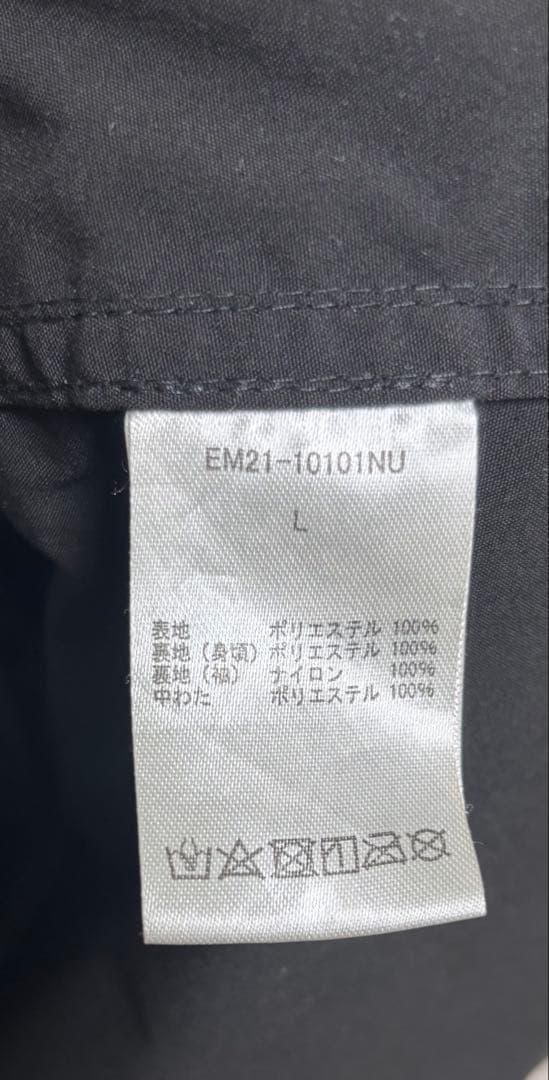 EM21-10101NU
L
表地 ポリエステル 100%
裏地（身頃）ポリエステル 100%
裏地（袖） ナイロン 100%
中わた ポリエステル 100%